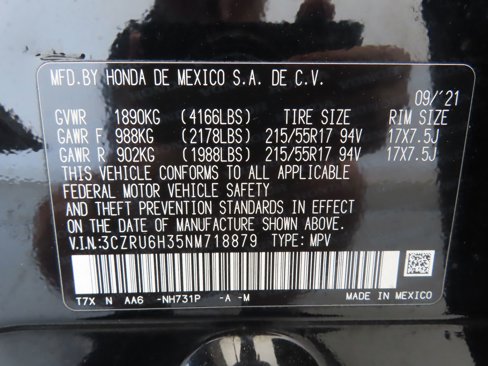 MFD.BY HONDA DE MEXICO S.A. DE C.V.
09/'21
GVWR 1890KG (4166LBS) TIRE SIZE RIM SIZE
GAWR F 988KG (2178LBS) 215/55R17 94V 17X7.5J
GAWR R 902KG (1988LBS) 215/55R17 94V 17X7.5J
THIS VEHICLE CONFORMS TO ALL APPLICABLE
FEDERAL MOTOR VEHICLE SAFETY
AND THEFT PREVENTION STANDARDS IN EFFECT
ON THE DATE OF MANUFACTURE SHOWN ABOVE.
V.I.N:3CZRU6H35NM718879 TYPE: MPV
T7X N AA6 -NH731P -A -M MADE IN MEXICO